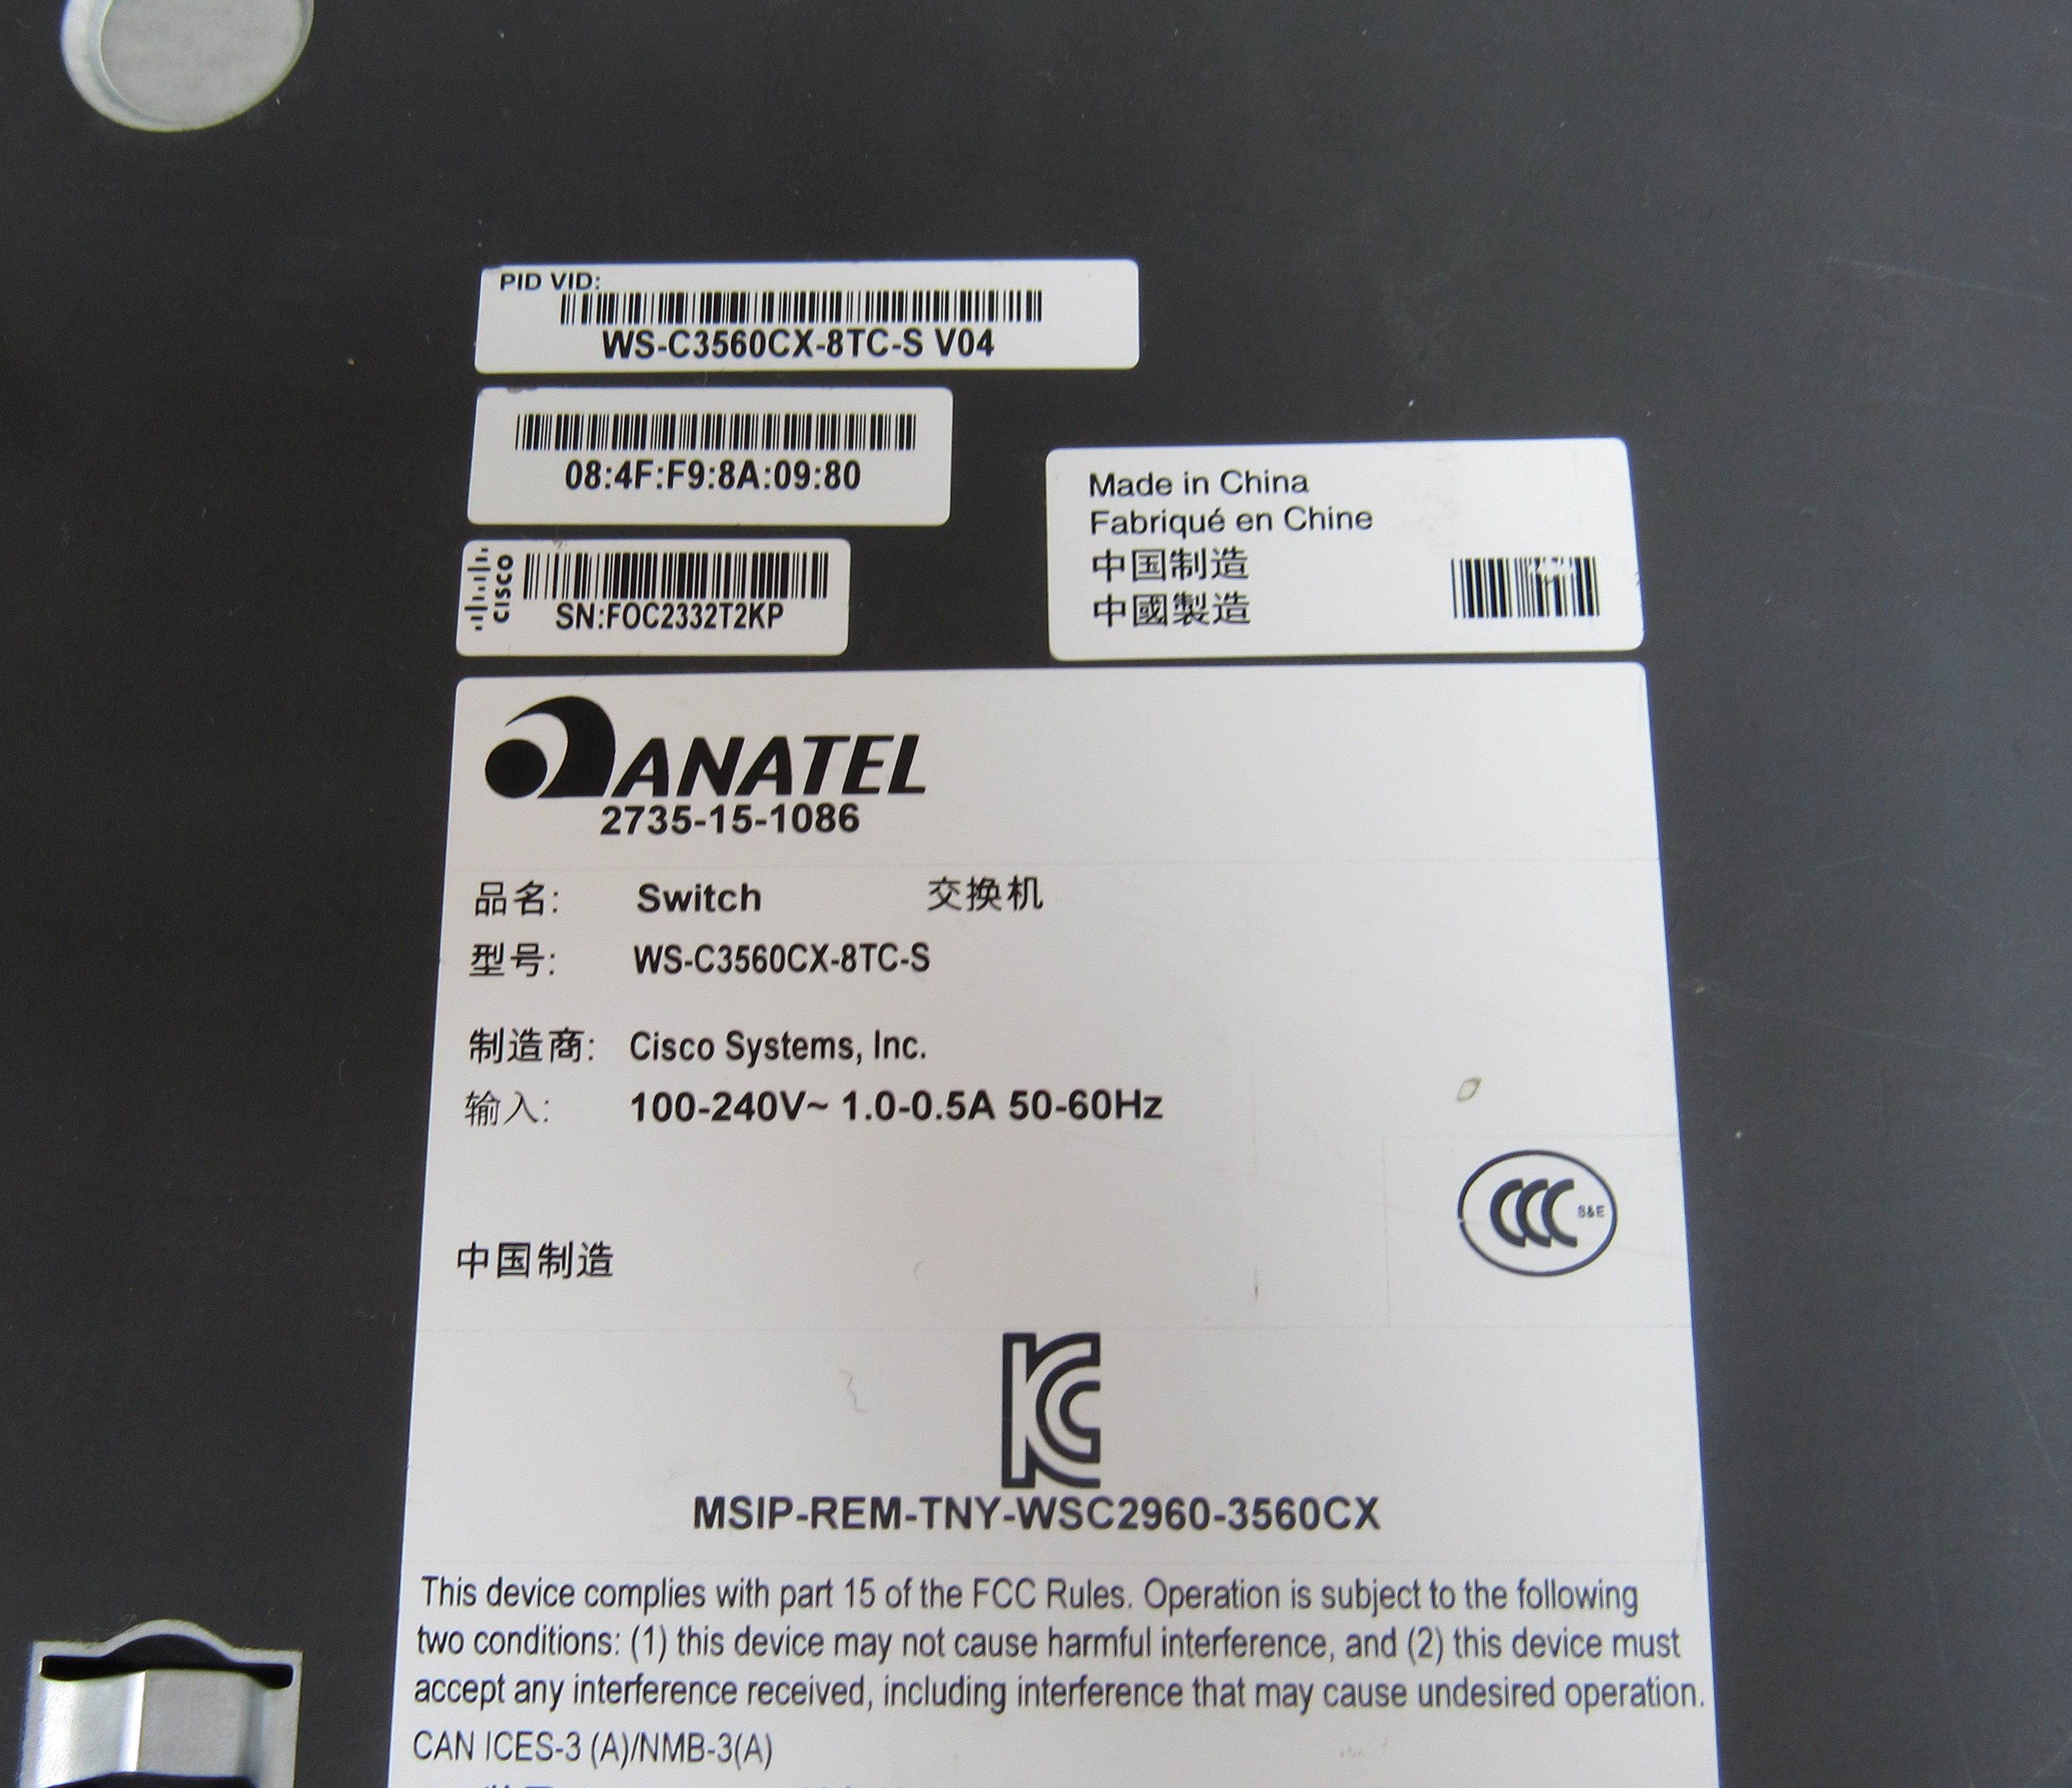 PID VID:
WS-C3560CX-8TC-S V04
08:4F:F9:8A:09:80
CISCO
SN:FOC2332T2KP
Made in China
Fabriqué en Chine
中国制造
中國製造
ANATEL
2735-15-1086
品名: Switch 交换机
型号: WS-C3560CX-8TC-S
制造商: Cisco Systems, Inc.
输入: 100-240V~ 1.0-0.5A 50-60Hz
CCC S&E
中国制造
KC
MSIP-REM-TNY-WSC2960-3560CX
This device complies with part 15 of the FCC Rules. Operation is subject to the following
two conditions: (1) this device may not cause harmful interference, and (2) this device must
accept any interference received, including interference that may cause undesired operation.
CAN ICES-3 (A)/NMB-3(A)